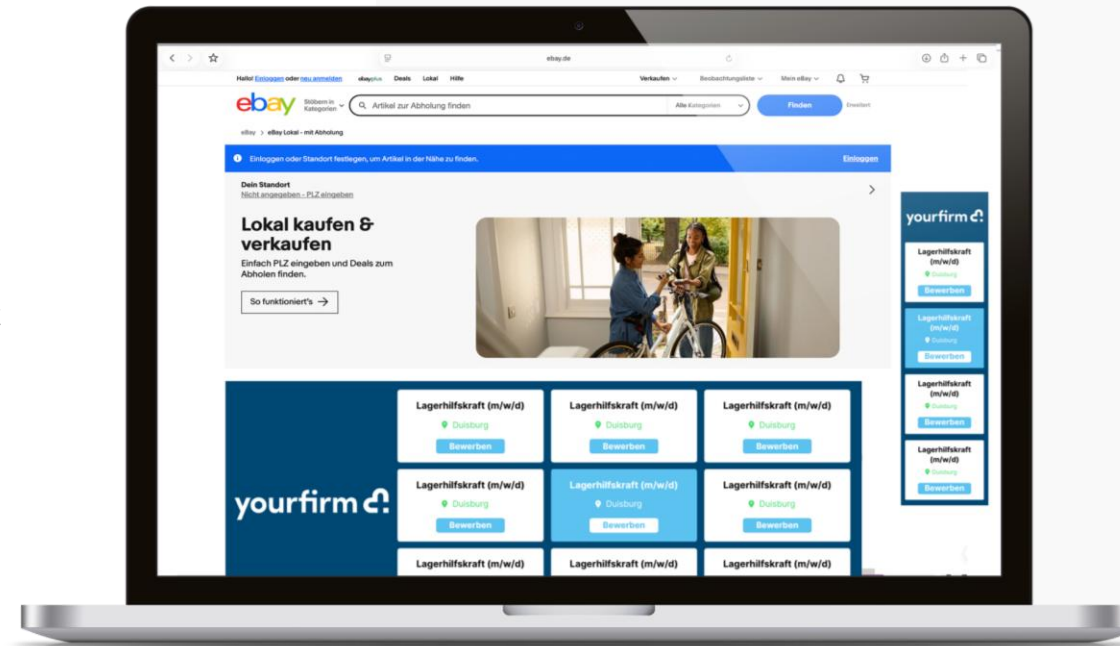 ebay.de
Hallo! Einloggen oder neu anmelden
ebayplus
Deals
Lokal
Hilfe
Verkaufen
Beobachtungsliste
Mein eBay
ebay
Stöbern in
Kategorien
Artikel zur Abholung finden
Alle Kategorien
Finden
Erweitert
eBay > eBay Lokal - mit Abholung
Einloggen oder Standort festlegen, um Artikel in der Nähe zu finden.
Einloggen
Dein Standort
Nicht angegeben - PLZ eingeben
Lokal kaufen &
verkaufen
Einfach PLZ eingeben und Deals zum
Abholen finden.
So funktioniert's →
yourfirm
Lagerhilfskraft
(m/w/d)
Duisburg
Bewerben
Lagerhilfskraft
(m/w/d)
Duisburg
Bewerben
Lagerhilfskraft
(m/w/d)
Duisburg
Bewerben
Lagerhilfskraft
(m/w/d)
Duisburg
Bewerben
yourfirm
Lagerhilfskraft (m/w/d)
Duisburg
Bewerben
Lagerhilfskraft (m/w/d)
Duisburg
Bewerben
Lagerhilfskraft (m/w/d)
Duisburg
Bewerben
Lagerhilfskraft (m/w/d)
Duisburg
Bewerben
Lagerhilfskraft (m/w/d)
Duisburg
Bewerben
Lagerhilfskraft (m/w/d)
Duisburg
Bewerben
Lagerhilfskraft (m/w/d)
Lagerhilfskraft (m/w/d)
Lagerhilfskraft (m/w/d)